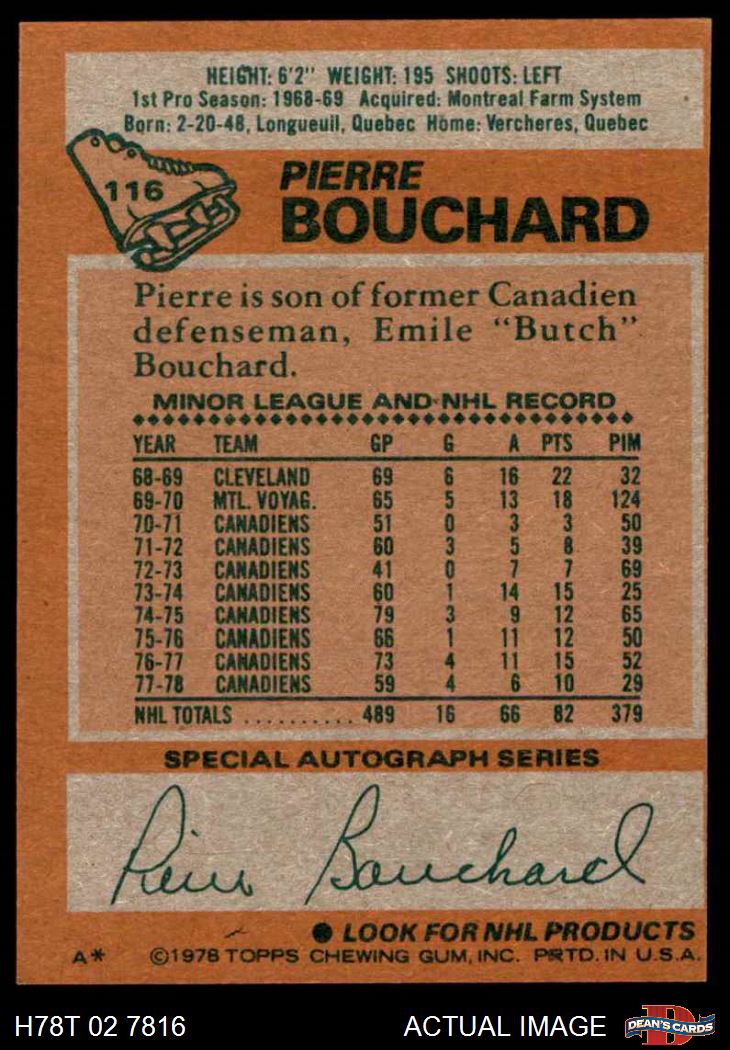 HEIGHT: 6'2" WEIGHT: 195 SHOOTS: LEFT
1st Pro Season: 1968-69 Acquired: Montreal Farm System
Born: 2-20-48, Longueuil, Quebec Home: Vercheres, Quebec
116
PIERRE
BOUCHARD
Pierre is son of former Canadien
defenseman, Emile "Butch"
Bouchard.
MINOR LEAGUE AND NHL RECORD
YEAR TEAM GP G A PTS PIM
68-69 CLEVELAND 69 6 16 22 32
69-70 MTL. VOYAG. 65 5 13 18 124
70-71 CANADIENS 51 0 3 3 50
71-72 CANADIENS 60 3 5 8 39
72-73 CANADIENS 41 0 7 7 69
73-74 CANADIENS 60 1 14 15 25
74-75 CANADIENS 79 3 9 12 65
75-76 CANADIENS 66 1 11 12 50
76-77 CANADIENS 73 4 11 15 52
77-78 CANADIENS 59 4 6 10 29
NHL TOTALS .......... 489 16 66 82 379
SPECIAL AUTOGRAPH SERIES
Pierre Bouchard
● LOOK FOR NHL PRODUCTS
A* ©1978 TOPPS CHEWING GUM, INC. PRTD. IN U.S.A.
H78T 02 7816 ACTUAL IMAGE
D
DEAN'S CARDS